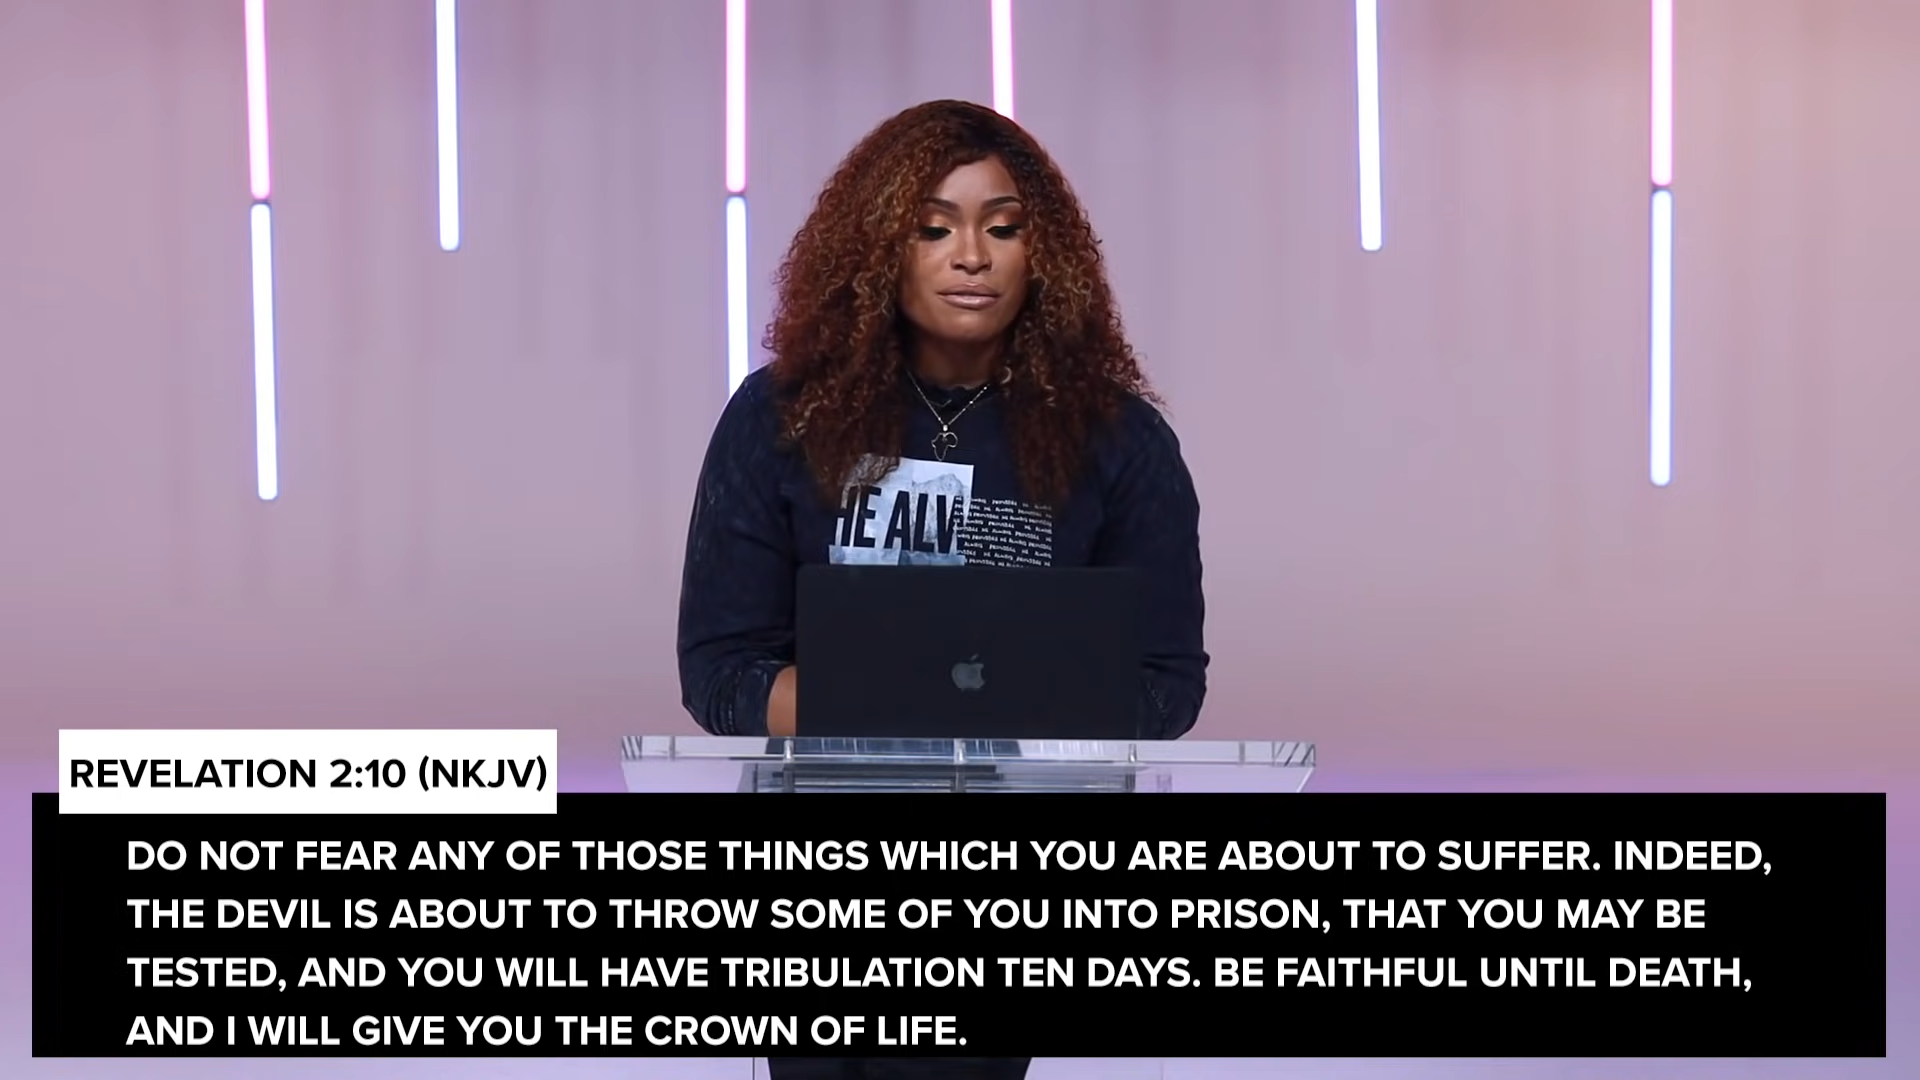 HE ALW
REVELATION 2:10 (NKJV)
DO NOT FEAR ANY OF THOSE THINGS WHICH YOU ARE ABOUT TO SUFFER. INDEED,
THE DEVIL IS ABOUT TO THROW SOME OF YOU INTO PRISON, THAT YOU MAY BE
TESTED, AND YOU WILL HAVE TRIBULATION TEN DAYS. BE FAITHFUL UNTIL DEATH,
AND I WILL GIVE YOU THE CROWN OF LIFE.